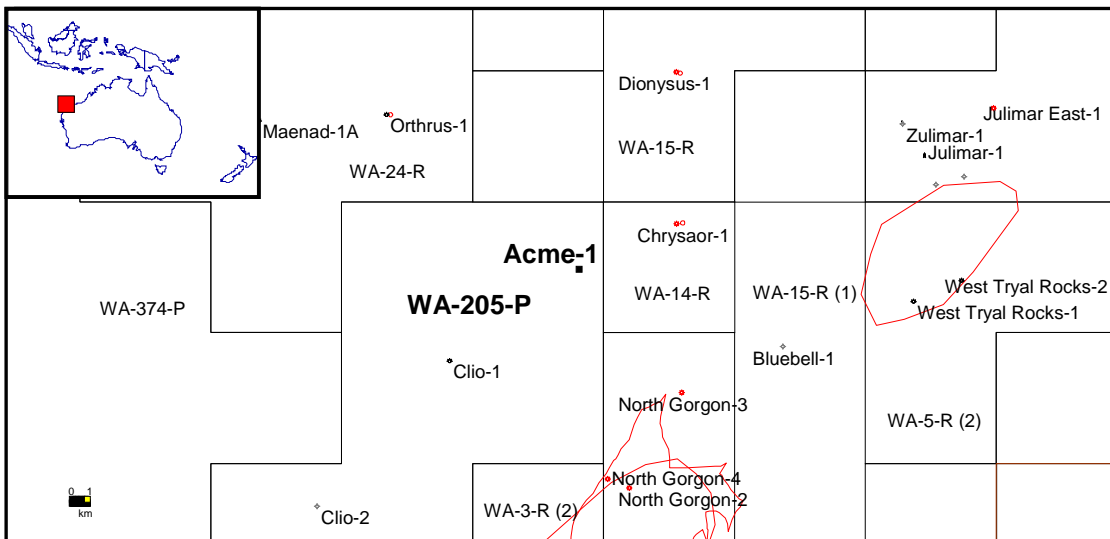 Dionysus-1
Julimar East-1
Maenad-1A
Orthrus-1
Zulimar-1
WA-15-R
Julimar-1
WA-24-R
Chrysaor-1
Acme-1
West Tryal Rocks-2
WA-14-R
WA-15-R (1)
WA-374-P
WA-205-P
West Tryal Rocks-1
Bluebell-1
Clio-1
North Gorgon-3
WA-5-R (2)
North Gorgon-4
0 1
North Gorgon-2
km
WA-3-R (2)
Clio-2